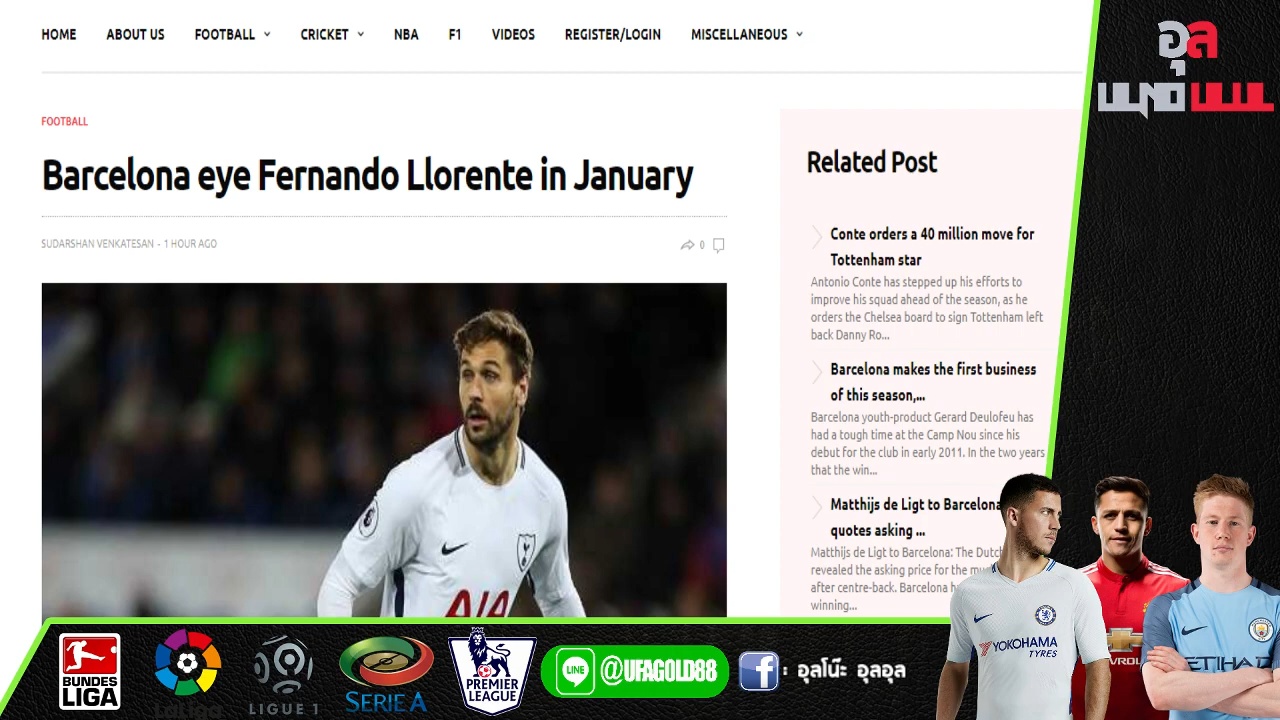 HOME ABOUT US FOOTBALL CRICKET NBA F1 VIDEOS REGISTER/LOGIN MISCELLANEOUS
FOOTBALL
Barcelona eye Fernando Llorente in January
SUDARSHAN VENKATESAN - 1 HOUR AGO
0
AIA
Related Post
Conte orders a 40 million move for
Tottenham star
Antonio Conte has stepped up his efforts to
improve his squad ahead of the season, as he
orders the Chelsea board to sign Tottenham left
back Danny Ro...
Barcelona makes the first business
of this season,...
Barcelona youth-product Gerard Deulofeu has
had a tough time at the Camp Nou since his
debut for the club in early 2011. In the two years
that the win...
Matthijs de Ligt to Barcelona
quotes asking ...
Matthijs de Ligt to Barcelona: The Dutch
revealed the asking price for the
after centre-back. Barcelona
winning...
อุล
YOKOHAMA
TYRES
ETIHAD
BUNDES
LIGA
LaLiga
LIGUE 1
SERIE A
PREMIER
LEAGUE
LINE
@UFAGOLD88
f : อุลโน๊ะ อุลอุล